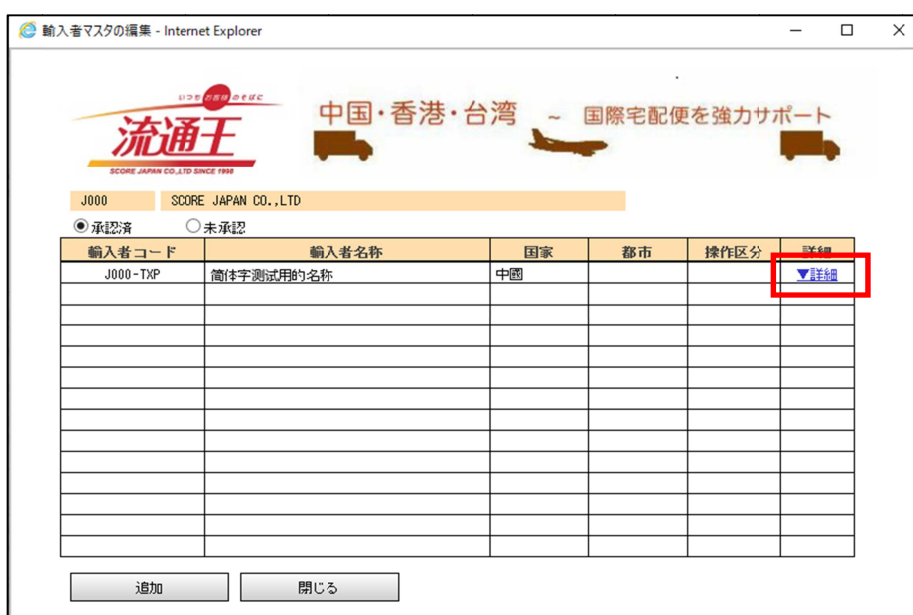 輸入者マスタの編集 - Internet Explorer
いつも お客様 のそばに
流通王
SCORE JAPAN CO.,LTD SINCE 1998
中国・香港・台湾 ~ 国際宅配便を強力サポート
J000 SCORE JAPAN CO.,LTD
承認済 未承認
輸入者コード 輸入者名称 国家 都市 操作区分 詳細
J000-TXP 简体字测试用的名称 中國 ▼詳細
追加 閉じる